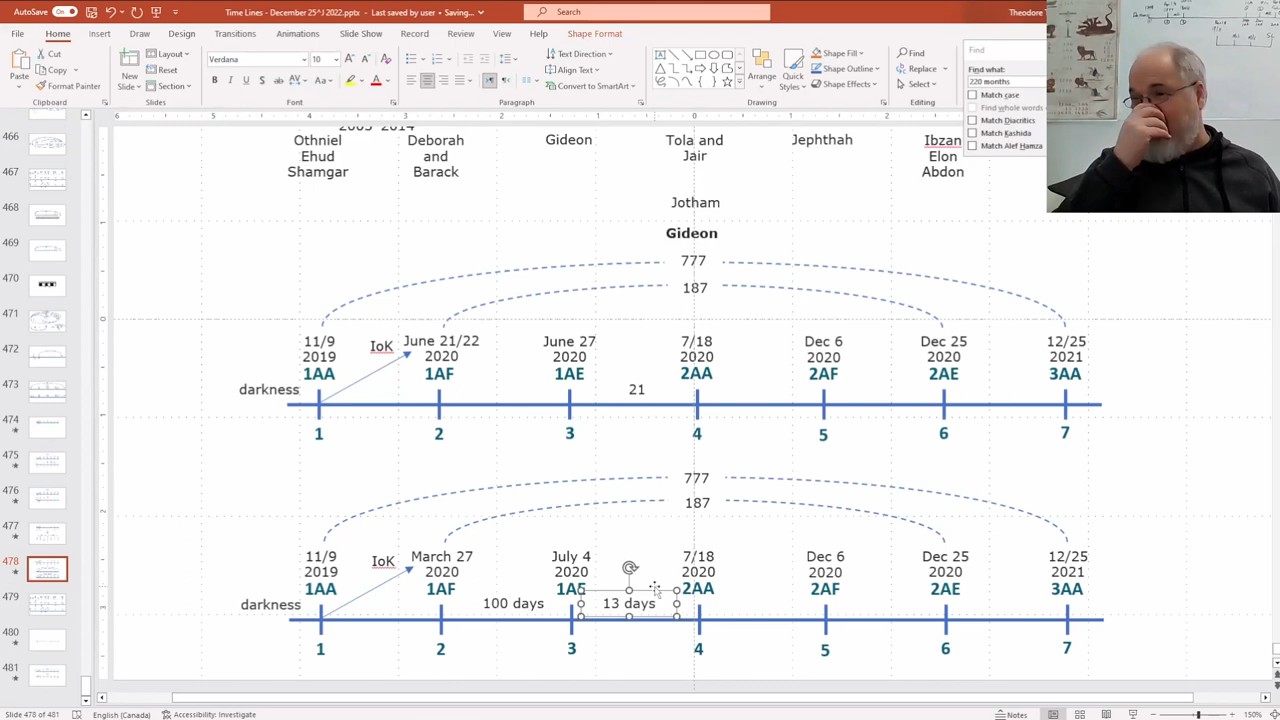 AutoSave On Time Lines - December 25^J 2022.pptx • Last saved by user • Saving... Search Theodore
File Home Insert Draw Design Transitions Animations Slide Show Record Review View Help Shape Format
Cut
Copy
Format Painter
Paste
Clipboard
New Slide
Layout
Reset
Section
Slides
Verdana 10
Font
Text Direction
Align Text
Convert to SmartArt
Paragraph
Arrange
Quick Styles
Shape Fill
Shape Outline
Shape Effects
Drawing
Find
Replace
Select
Editing
Find
Find what:
220 months
Match case
Find whole words
Match Diacritics
Match Kashida
Match Alef Hamza
466
467
468
469
470
471
472
473
474
475
476
477
478
479
480
481
2005-2014
Othniel Ehud Shamgar
Deborah and Barack
Gideon
Tola and Jair
Jephthah
Ibzan Elon Abdon
Jotham
Gideon
777
187
11/9 2019 1AA
IoK
June 21/22 2020 1AF
June 27 2020 1AE
7/18 2020 2AA
Dec 6 2020 2AF
Dec 25 2020 2AE
12/25 2021 3AA
darkness
21
1 2 3 4 5 6 7
777
187
11/9 2019 1AA
IoK
March 27 2020 1AF
July 4 2020 1AE
7/18 2020 2AA
Dec 6 2020 2AF
Dec 25 2020 2AE
12/25 2021 3AA
darkness
100 days
13 days
1 2 3 4 5 6 7
Slide 478 of 481 English (Canada) Accessibility: Investigate Notes 150%